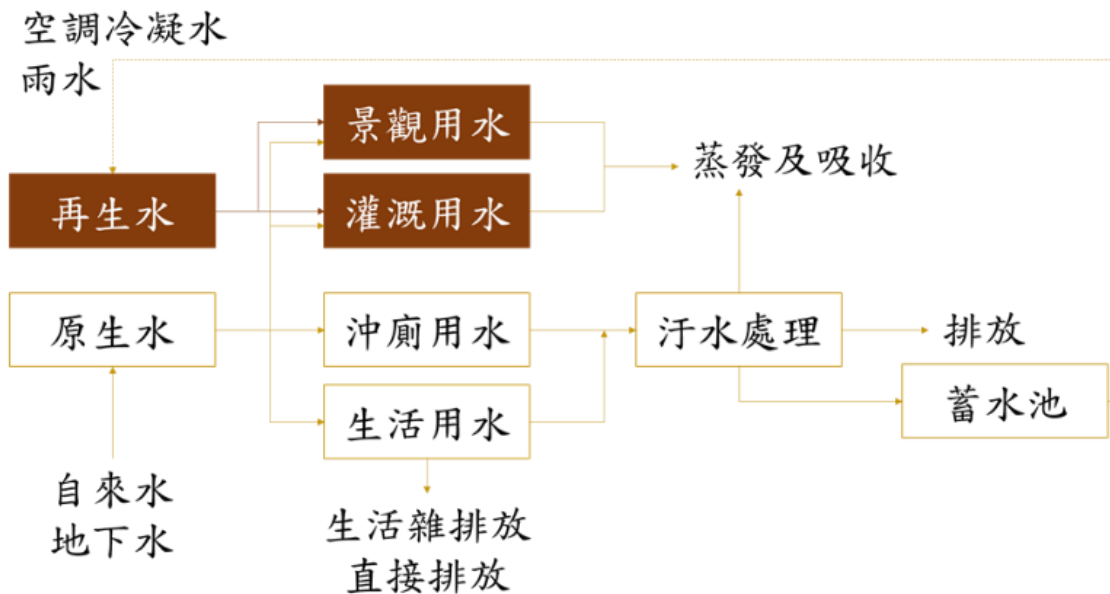 空調冷凝水
雨水
景觀用水
蒸發及吸收
再生水
灌溉用水
原生水
沖廁用水
汙水處理
排放
生活用水
蓄水池
自來水
地下水
生活雜排放
直接排放